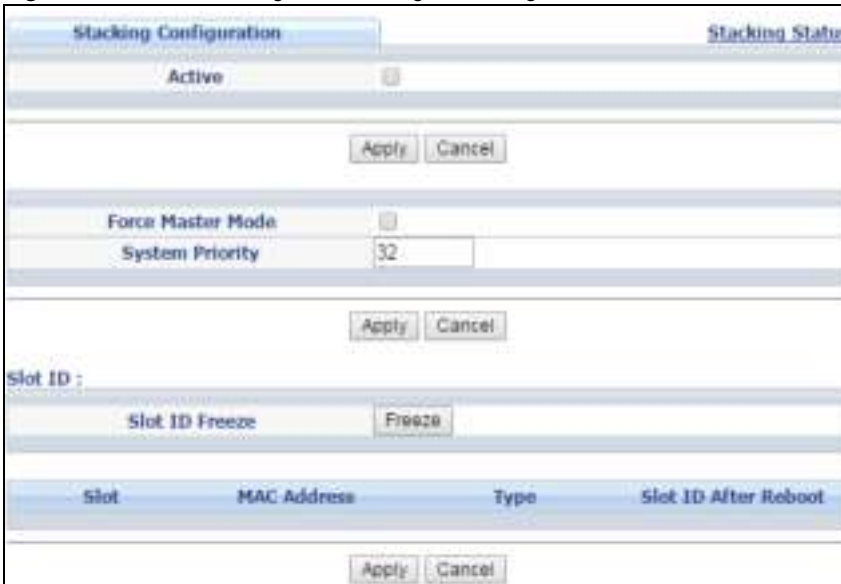 Stacking Configuration
Stacking Statu
Active
Apply Cancel
Force Master Mode
System Priority 32
Apply Cancel
Slot ID :
Slot ID Freeze Freeze
Slot MAC Address Type Slot ID After Reboot
Apply Cancel